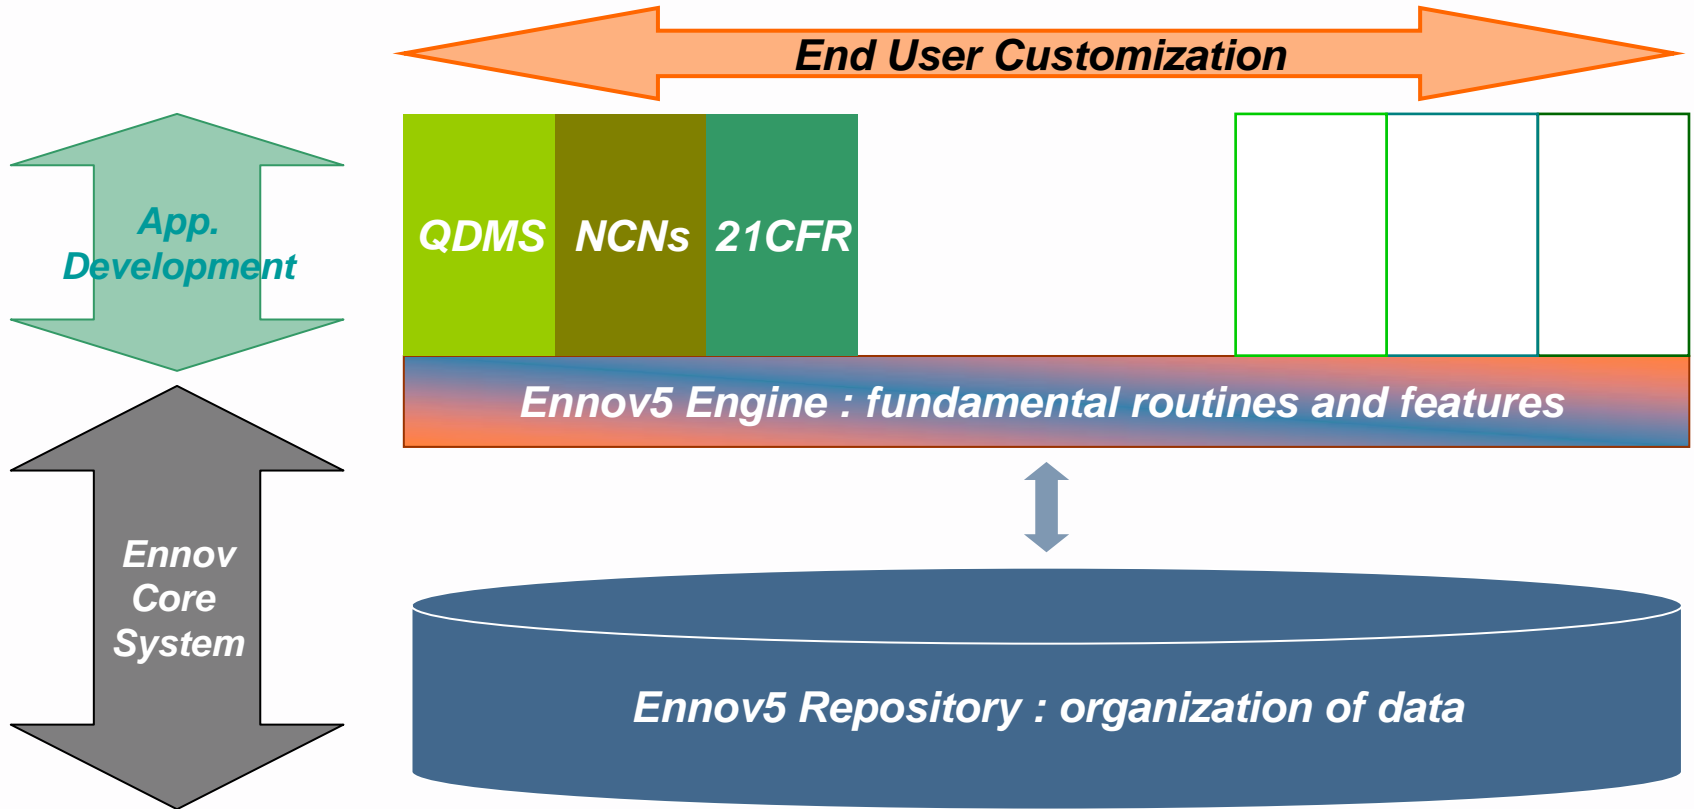 End User Customization
App.
Development
QDMS
NCNs
21CFR
Ennov5 Engine : fundamental routines and features
Ennov
Core
System
Ennov5 Repository : organization of data